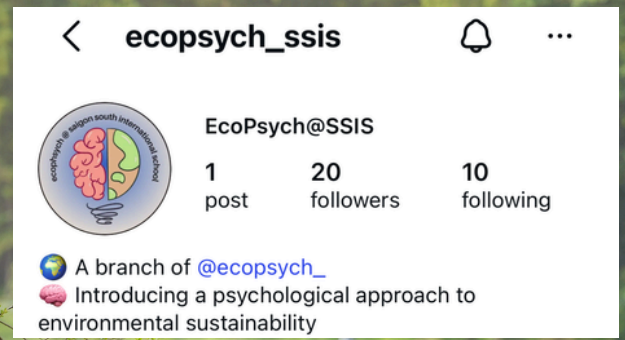 ecopsych_ssis
ecophsych @ saigon south international school
EcoPsych@SSIS
1 20 10
post followers following
A branch of @ecopsych_
Introducing a psychological approach to
environmental sustainability